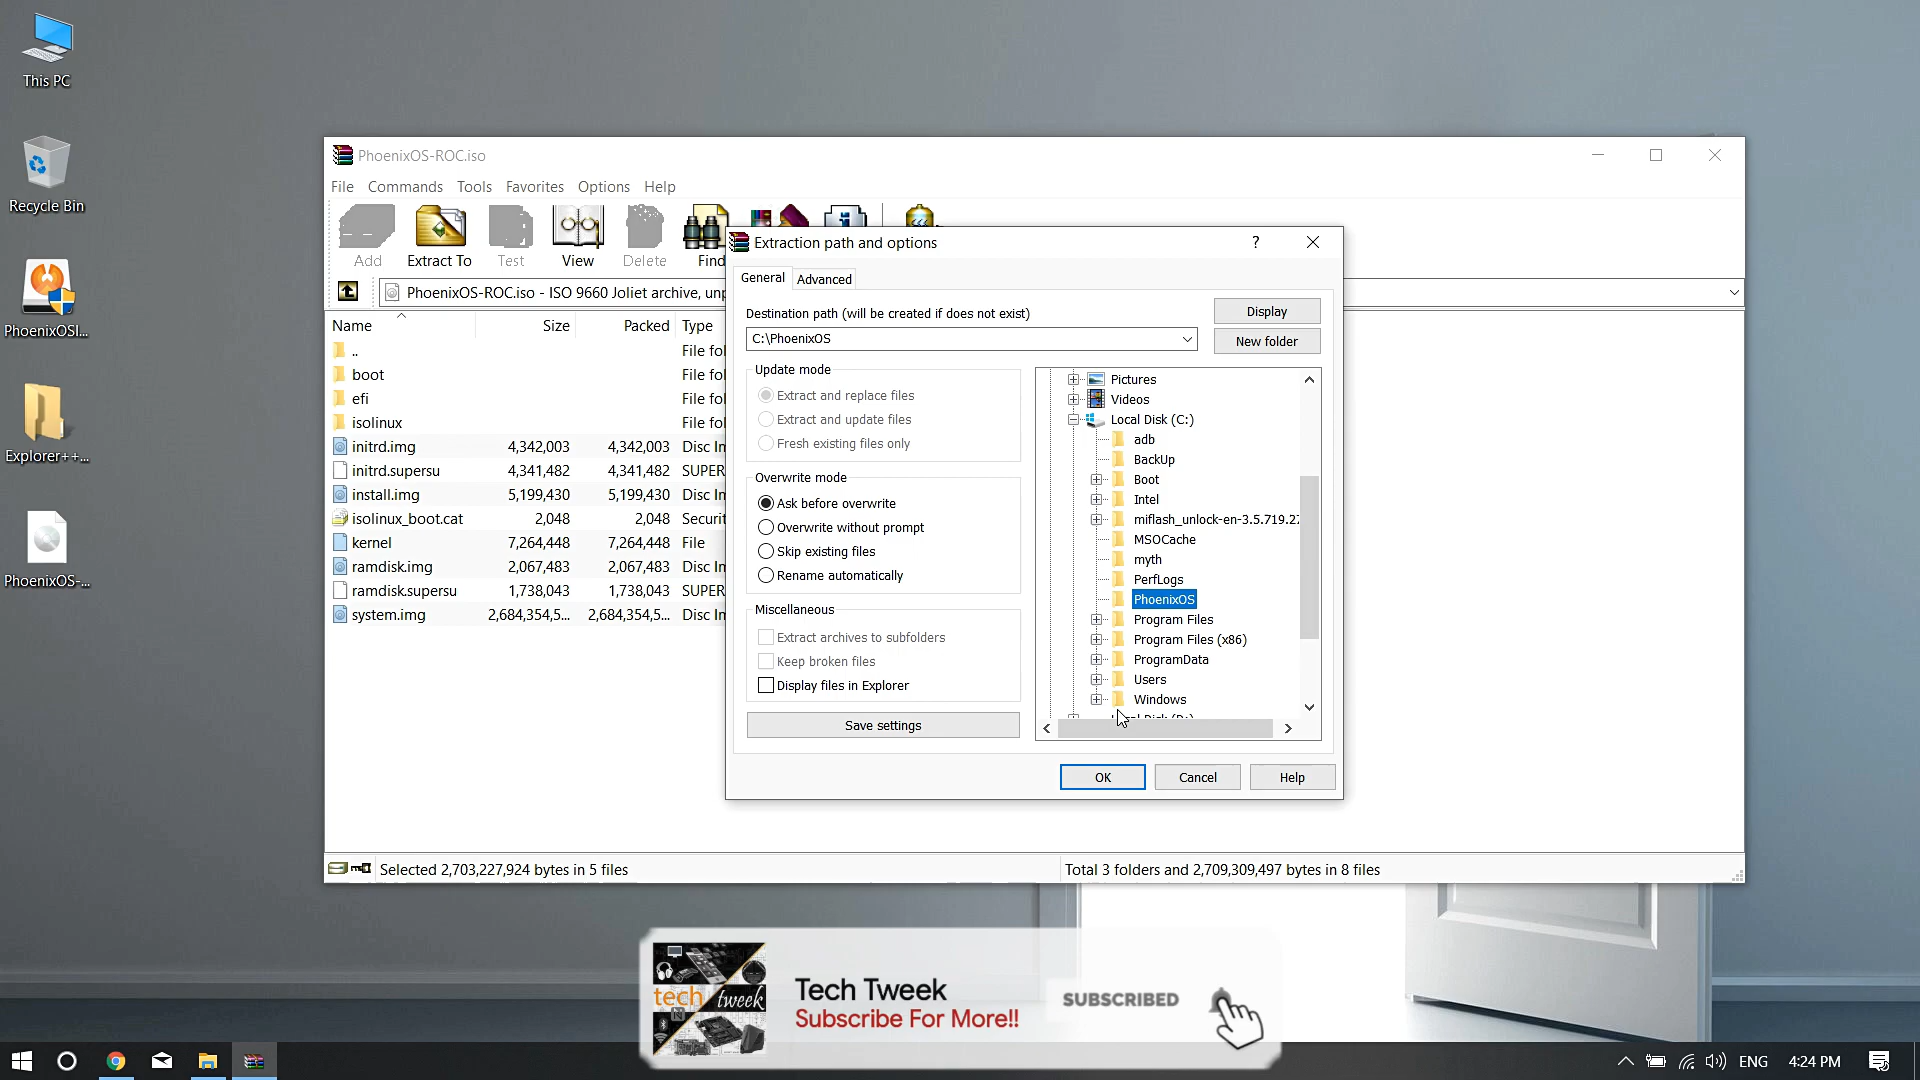 This PC
Recycle Bin
PhoenixOSI...
Explorer++...
PhoenixOS-...
PhoenixOS-ROC.iso
File Commands Tools Favorites Options Help
Add Extract To Test View Delete Find
PhoenixOS-ROC.iso - ISO 9660 Joliet archive, unp
Name Size Packed Type
.. File fol
boot File fol
efi File fol
isolinux File fol
initrd.img 4,342,003 4,342,003 Disc In
initrd.supersu 4,341,482 4,341,482 SUPER
install.img 5,199,430 5,199,430 Disc In
isolinux_boot.cat 2,048 2,048 Securi
kernel 7,264,448 7,264,448 File
ramdisk.img 2,067,483 2,067,483 Disc In
ramdisk.supersu 1,738,043 1,738,043 SUPER
system.img 2,684,354,5... 2,684,354,5... Disc In
Selected 2,703,227,924 bytes in 5 files
Total 3 folders and 2,709,309,497 bytes in 8 files
Extraction path and options
?
General Advanced
Destination path (will be created if does not exist)
C:\PhoenixOS
Display
New folder
Update mode
Extract and replace files
Extract and update files
Fresh existing files only
Overwrite mode
Ask before overwrite
Overwrite without prompt
Skip existing files
Rename automatically
Miscellaneous
Extract archives to subfolders
Keep broken files
Display files in Explorer
Save settings
Pictures
Videos
Local Disk (C:)
adb
BackUp
Boot
Intel
miflash_unlock-en-3.5.719.27
MSOCache
myth
PerfLogs
PhoenixOS
Program Files
Program Files (x86)
ProgramData
Users
Windows
OK Cancel Help
tech tweek
Tech Tweek
Subscribe For More!!
SUBSCRIBED
ENG 4:24 PM